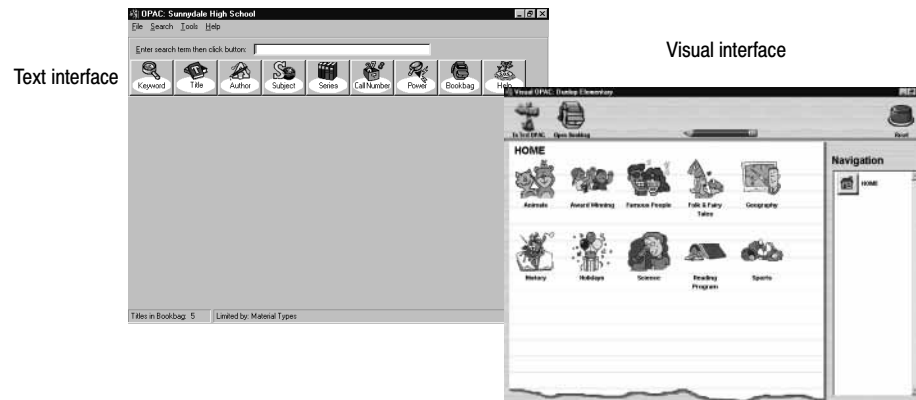 OPAC: Sunnydale High School
File Search Tools Help
Enter search term then click button:
Keyword Title Author Subject Series Call Number Power Bookbag Help
Titles in Bookbag: 5 Limited by: Material Types
Text interface
Visual interface
Visual OPAC: Dunlop Elementary
To Text OPAC Open Bookbag Reset
HOME
Animals Award Winning Famous People Folk & Fairy Tales Geography
History Holidays Science Reading Program Sports
Navigation
HOME